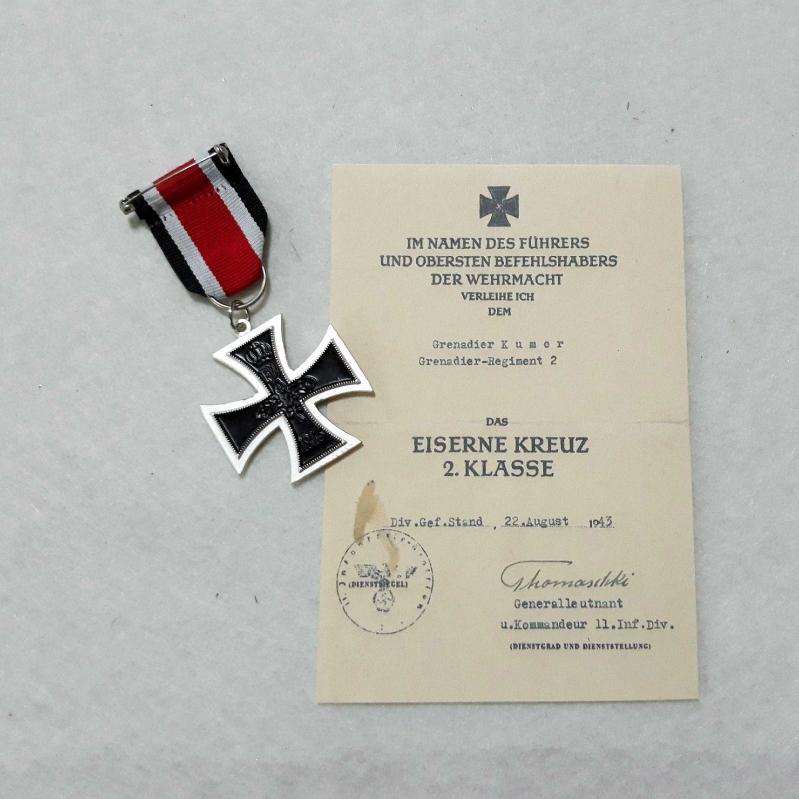 IM NAMEN DES FÜHRERS
UND OBERSTEN BEFEHLSHABERS
DER WEHRMACHT
VERLEIHE ICH
DEM
Grenadier K u m o r
Grenadier-Regiment 2
DAS
EISERNE KREUZ
2. KLASSE
Div.Gef.Stand , 22.August 1943
(DIENSTSIEGEL)
Thomaschki
Generalleutnant
u.Kommandeur 11.Inf.Div.
(DIENSTGRAD UND DIENSTSTELLUNG)